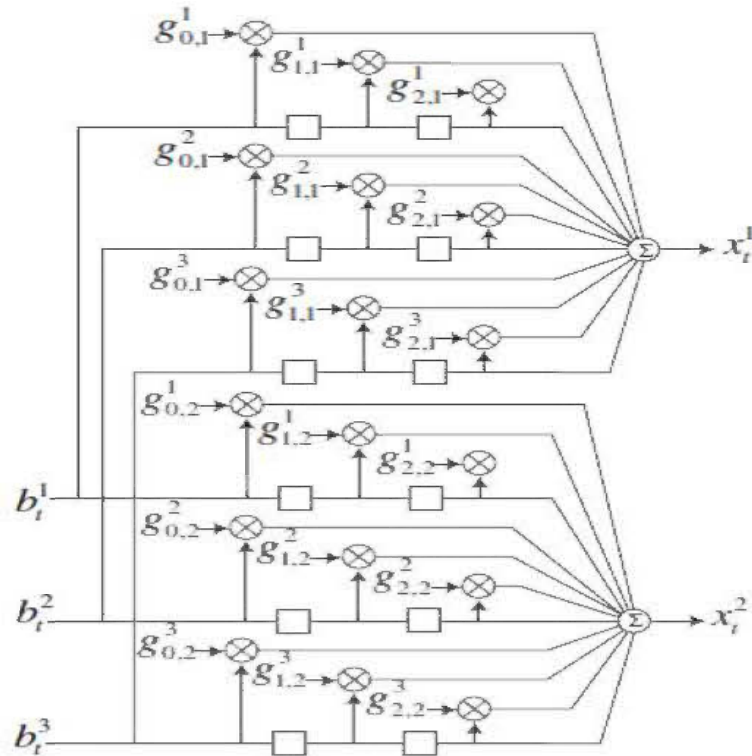 g^1_{0,1}
g^1_{1,1}
g^1_{2,1}
g^2_{0,1}
g^2_{1,1}
g^2_{2,1}
Σ
x^1_t
g^3_{0,1}
g^3_{1,1}
g^3_{2,1}
g^1_{0,2}
g^1_{1,2}
g^1_{2,2}
b^1_t
g^2_{0,2}
g^2_{1,2}
g^2_{2,2}
b^2_t
Σ
x^2_t
g^3_{0,2}
g^3_{1,2}
g^3_{2,2}
b^3_t